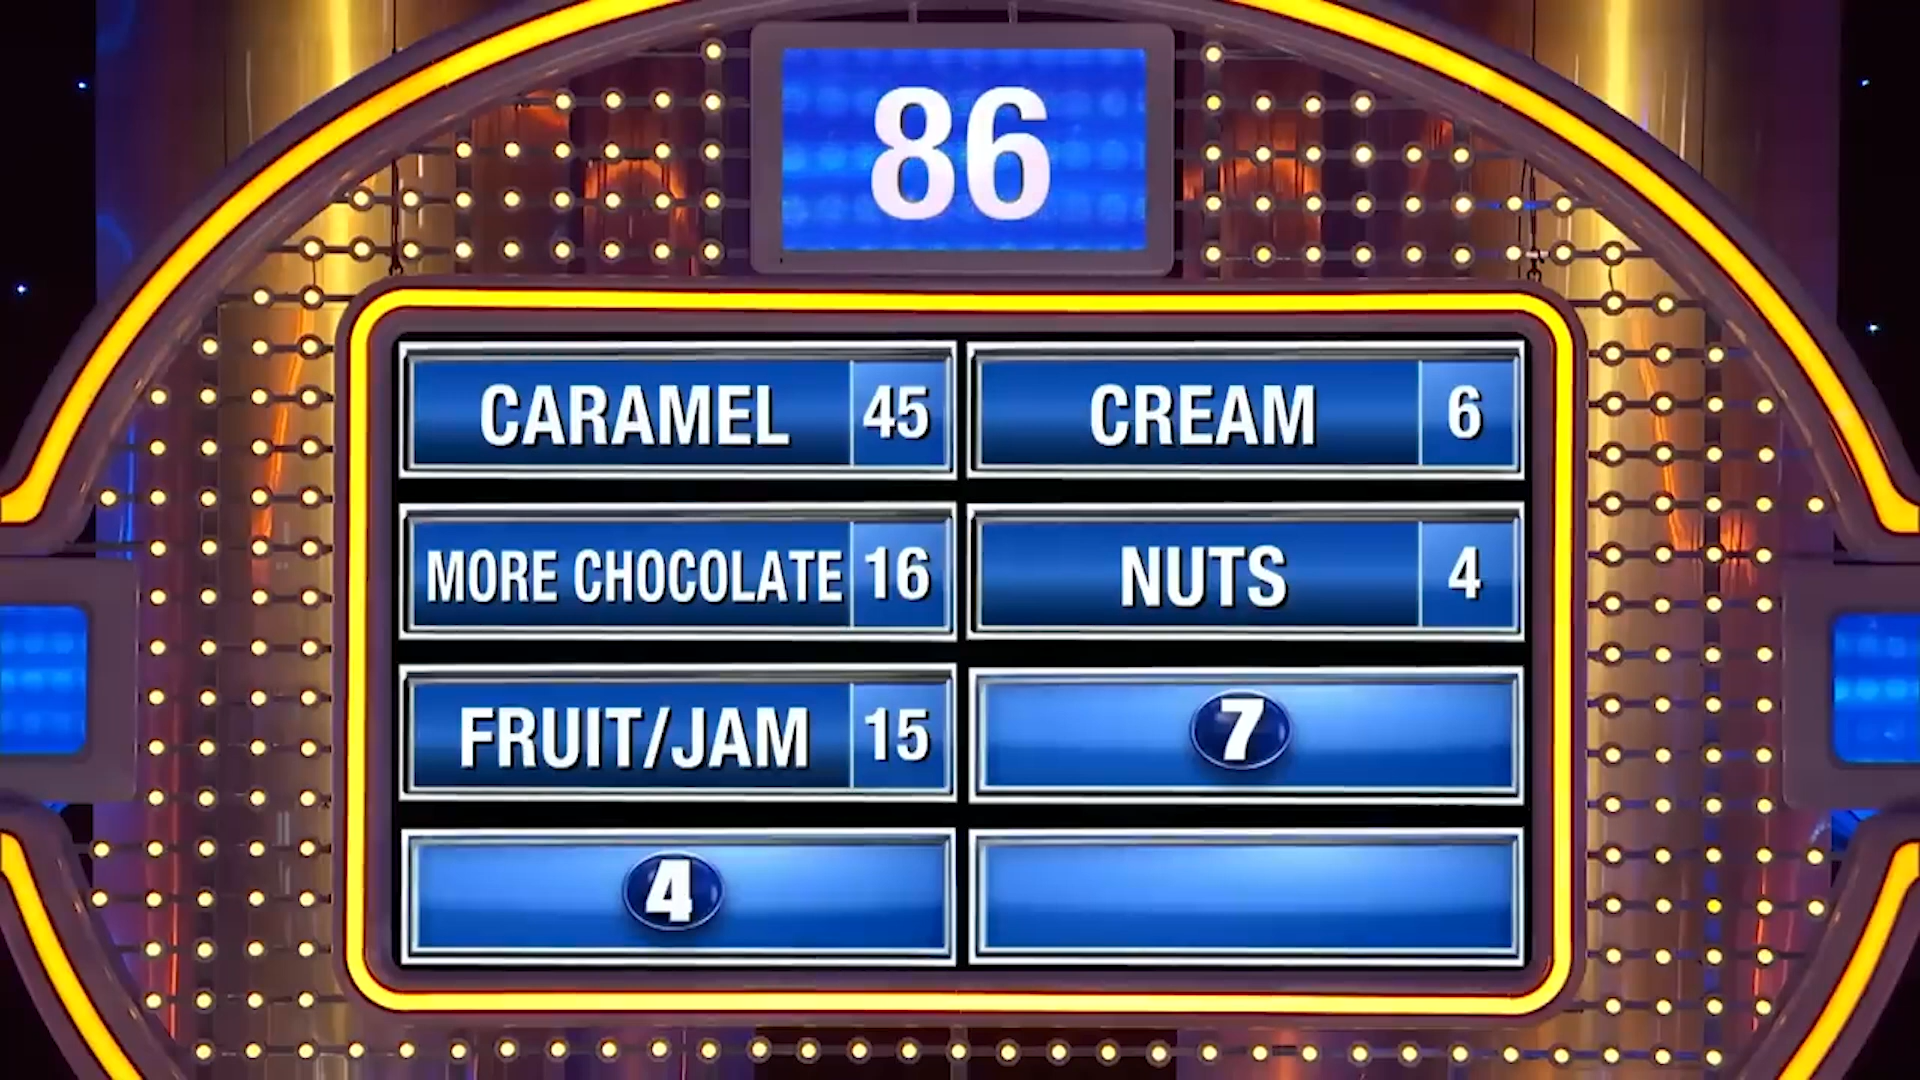 86
CARAMEL 45
MORE CHOCOLATE 16
FRUIT/JAM 15
4
CREAM 6
NUTS 4
7